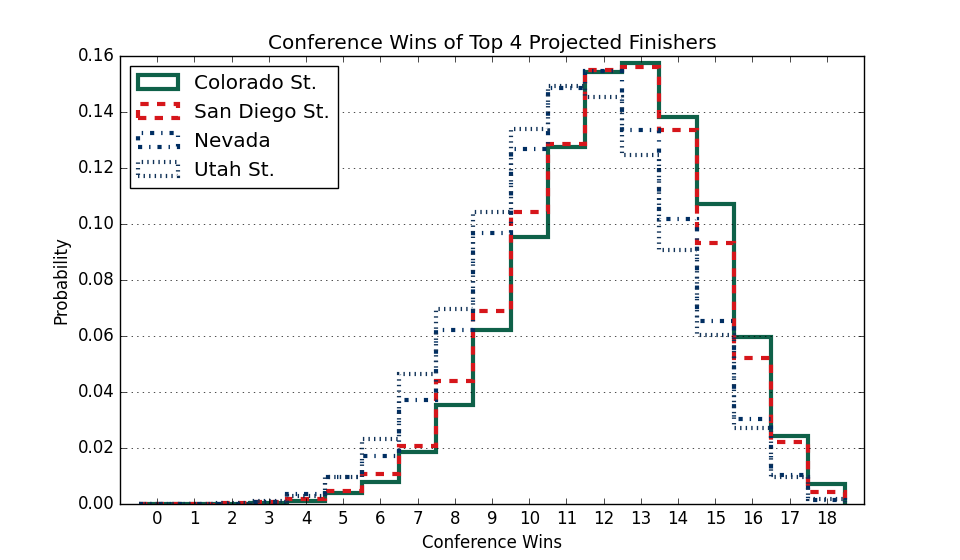 Conference Wins of Top 4 Projected Finishers
0.16
0.14
0.12
0.10
0.08
0.06
0.04
0.02
0.00
Probability
Colorado St.
San Diego St.
Nevada
Utah St.
0 1 2 3 4 5 6 7 8 9 10 11 12 13 14 15 16 17 18
Conference Wins